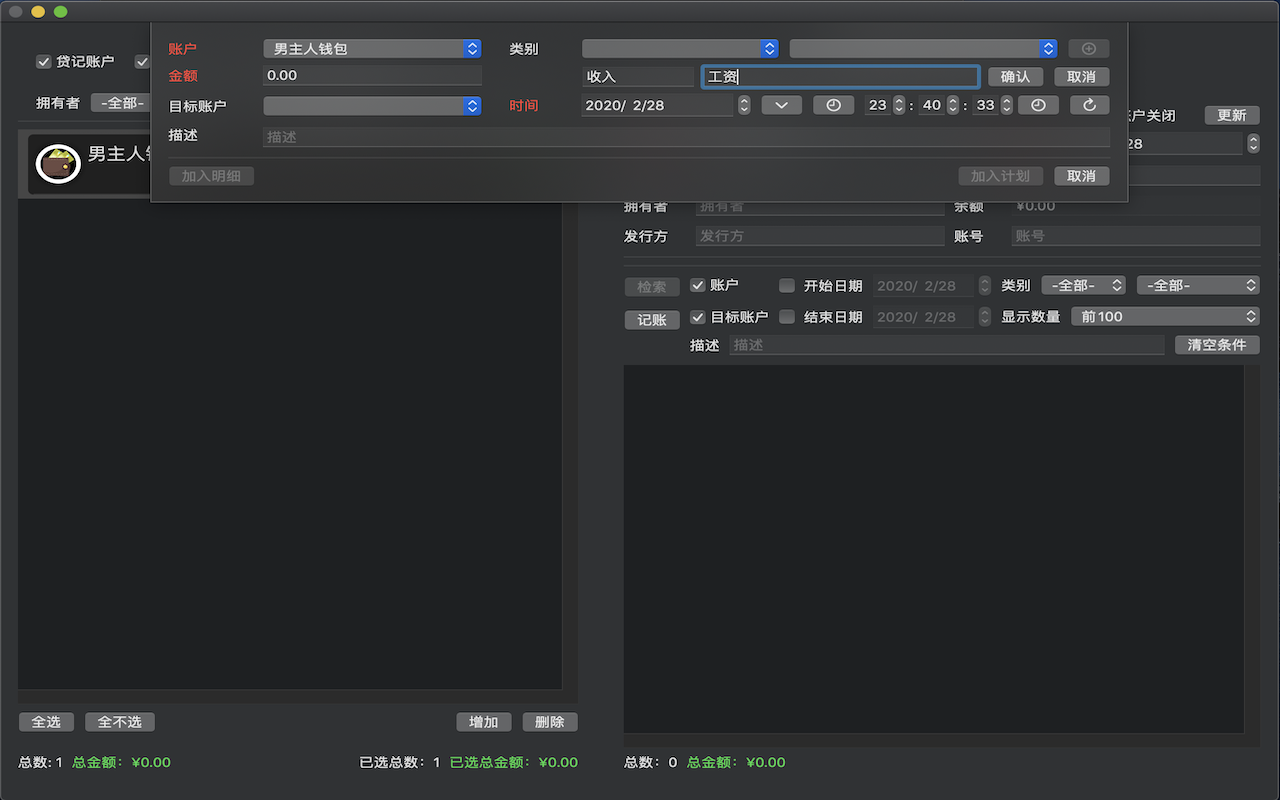 账户 男主人钱包 类别
贷记账户
金额 0.00 收入 工资 确认 取消
拥有者 -全部- 目标账户 时间 2020/ 2/28 23 : 40 : 33
户关闭 更新
描述 描述 28
男主人钱
加入明细 加入计划 取消
拥有者 拥有者 余额 ¥0.00
发行方 发行方 账号 账号
检索 账户 开始日期 2020/ 2/28 类别 -全部- -全部-
记账 目标账户 结束日期 2020/ 2/28 显示数量 前100
描述 描述 清空条件
全选 全不选 增加 删除
总数: 1 总金额: ¥0.00 已选总数: 1 已选总金额: ¥0.00 总数: 0 总金额: ¥0.00